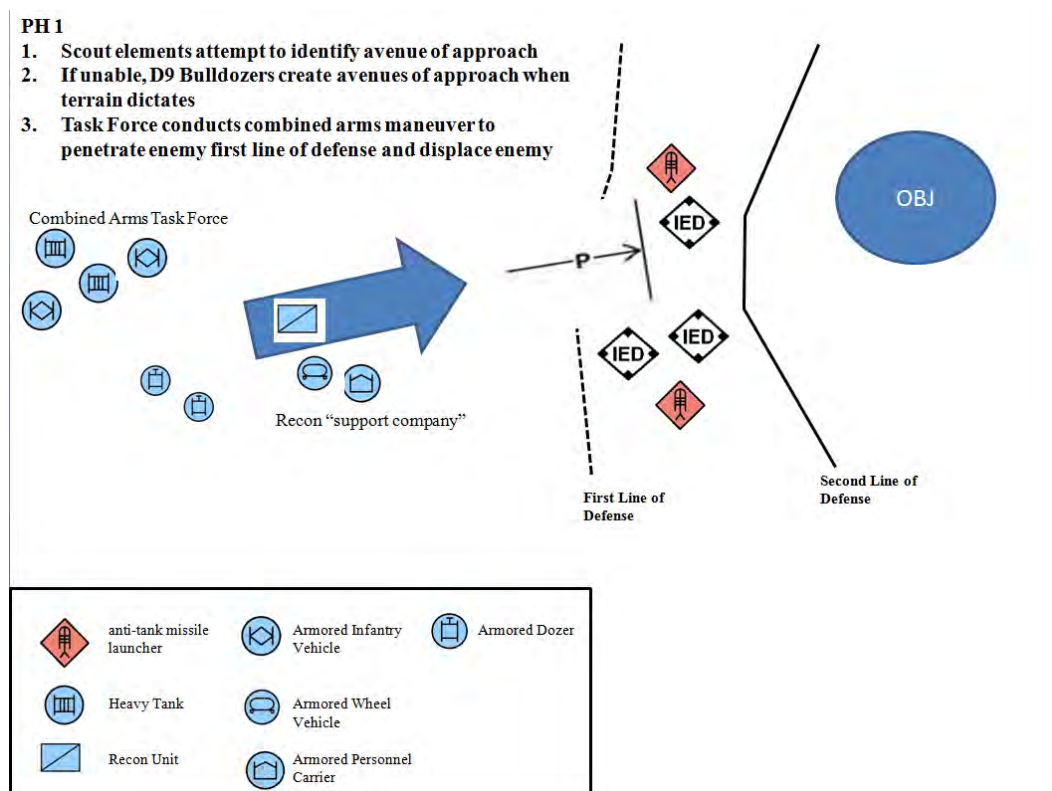 PH 1
1. Scout elements attempt to identify avenue of approach
2. If unable, D9 Bulldozers create avenues of approach when
terrain dictates
3. Task Force conducts combined arms maneuver to
penetrate enemy first line of defense and displace enemy
Combined Arms Task Force
OBJ
IED
P
IED
IED
Recon “support company”
First Line of
Defense
Second Line of
Defense
anti-tank missile
launcher
Armored Infantry
Vehicle
Armored Dozer
Heavy Tank
Armored Wheel
Vehicle
Recon Unit
Armored Personnel
Carrier